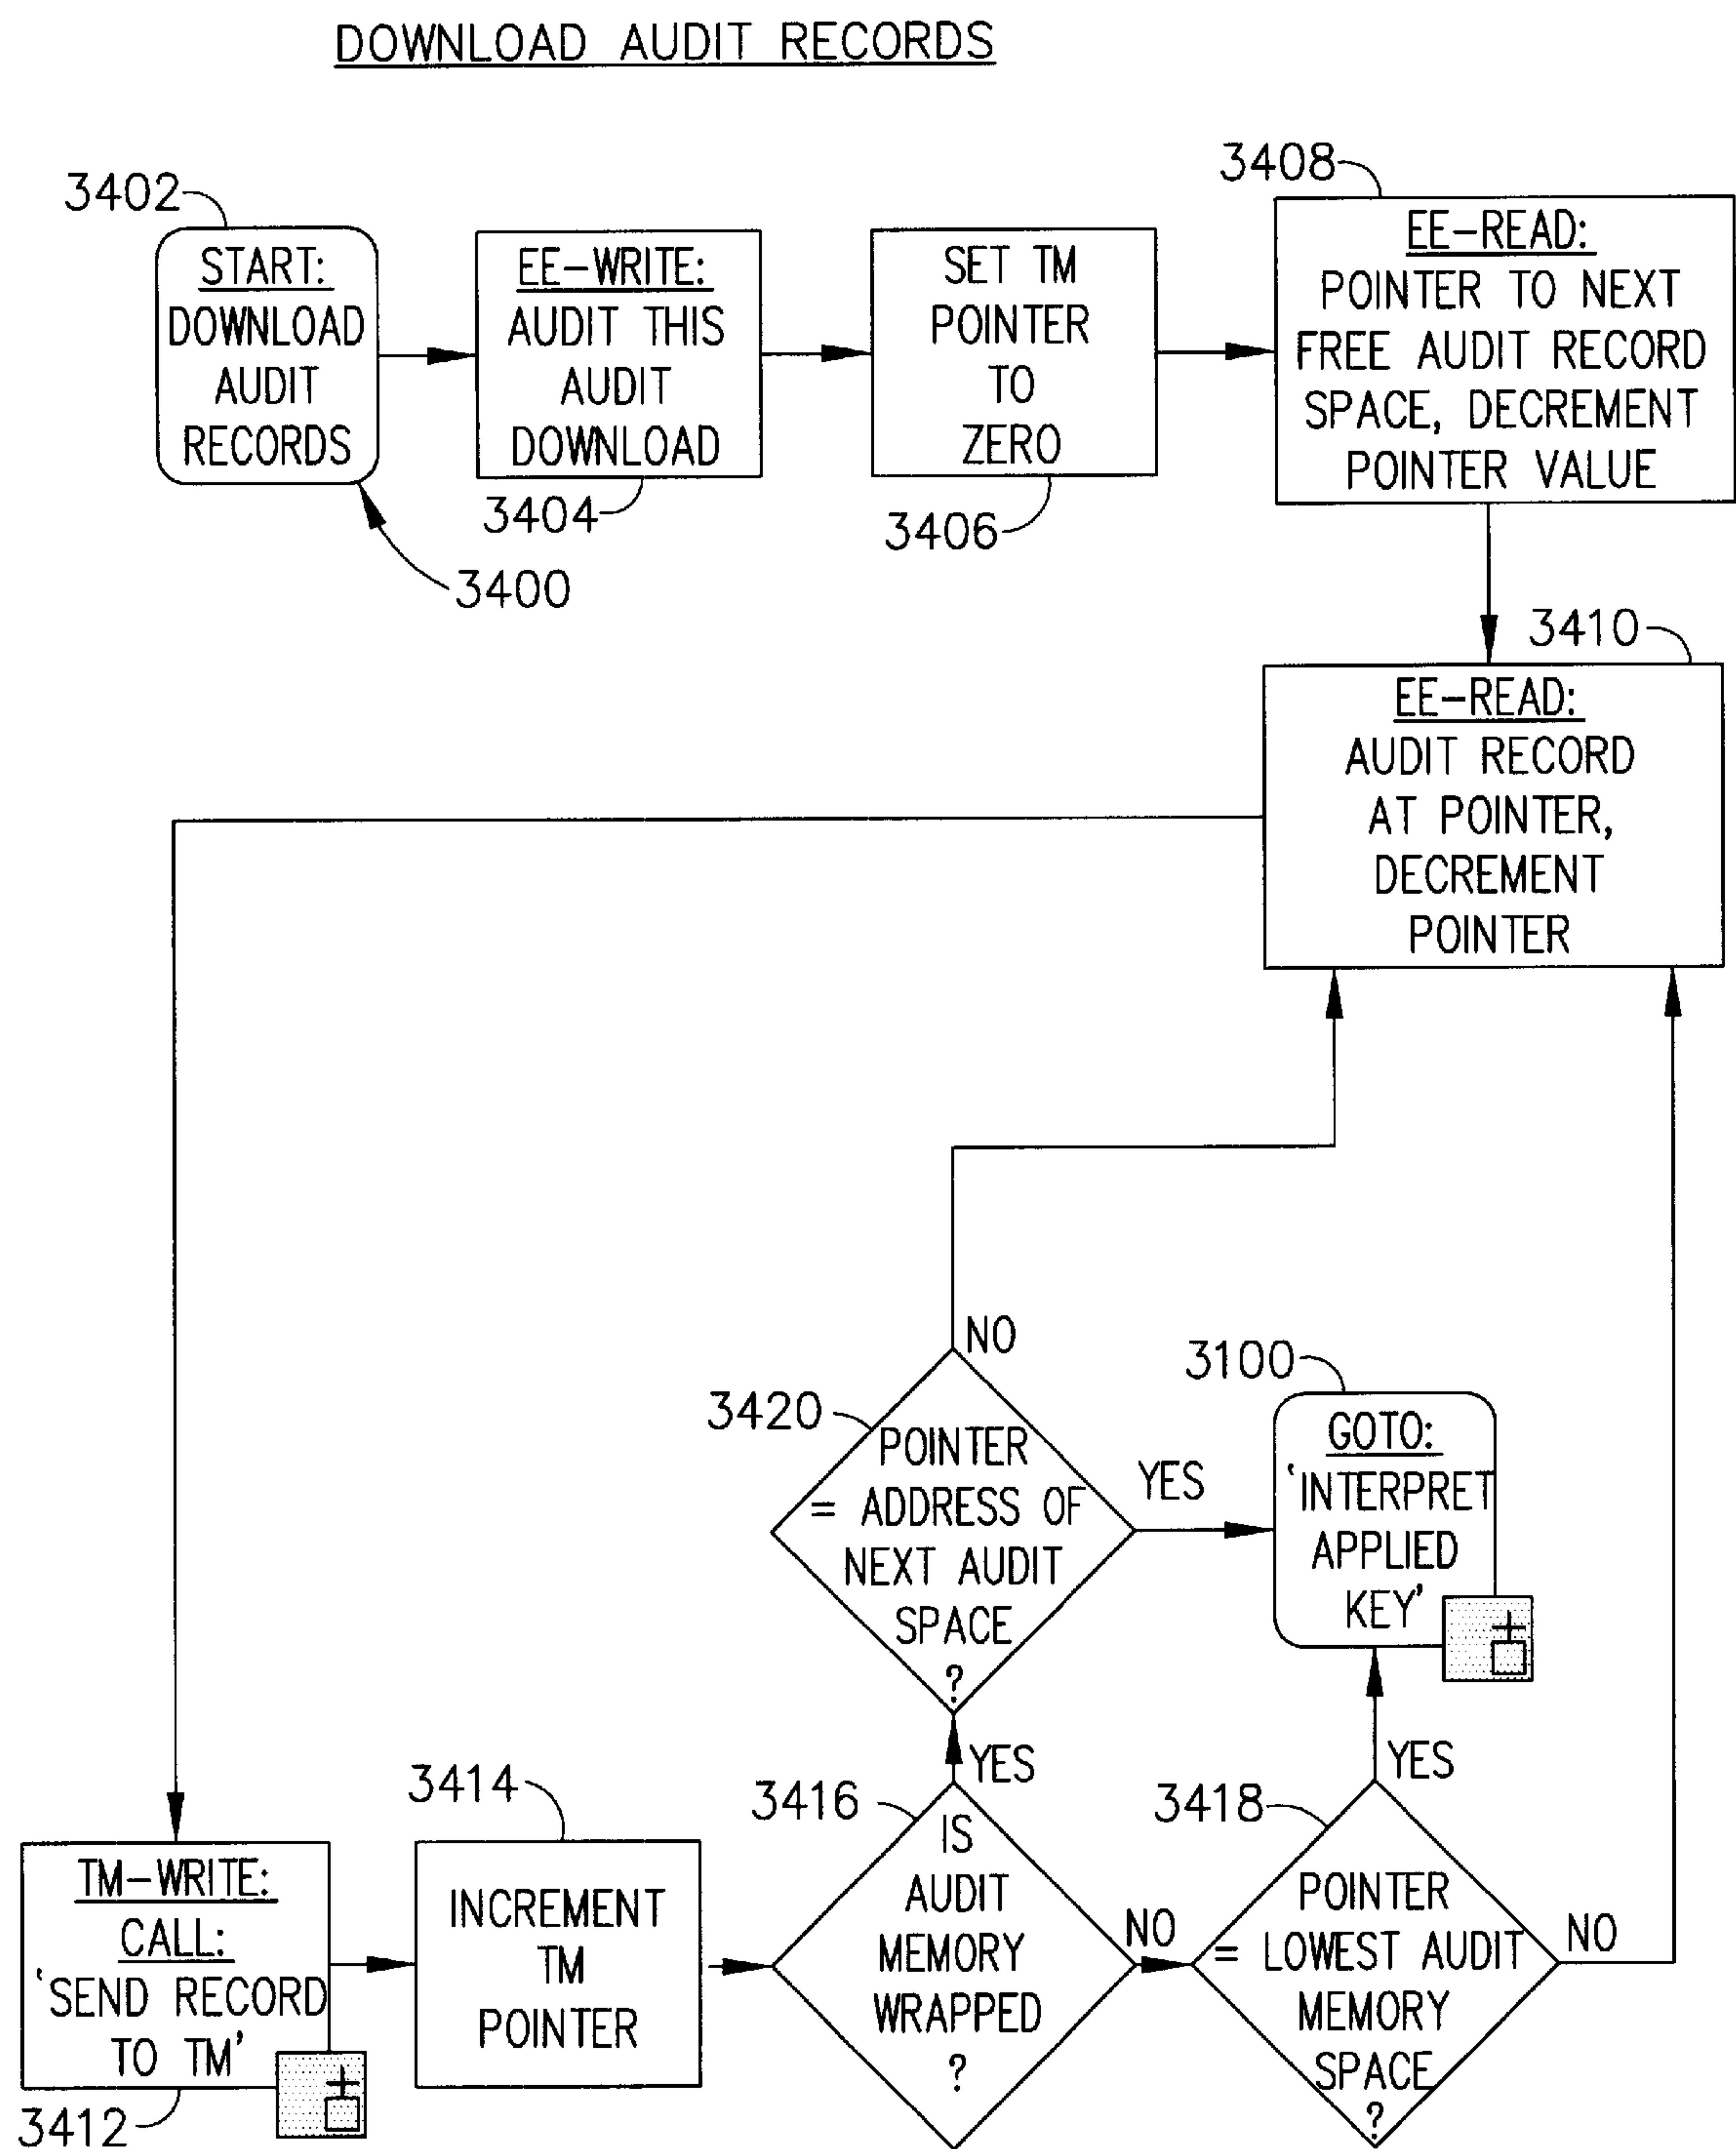 DOWNLOAD AUDIT RECORDS
3402
START:
DOWNLOAD
AUDIT
RECORDS
3400
EE-WRITE:
AUDIT THIS
AUDIT
DOWNLOAD
3404
SET TM
POINTER
TO
ZERO
3406
3408
EE-READ:
POINTER TO NEXT
FREE AUDIT RECORD
SPACE, DECREMENT
POINTER VALUE
3410
EE-READ:
AUDIT RECORD
AT POINTER,
DECREMENT
POINTER
NO
3420
POINTER
= ADDRESS OF
NEXT AUDIT
SPACE
?
YES
3100
GOTO:
'INTERPRET
APPLIED
KEY'
TM-WRITE:
CALL:
'SEND RECORD
TO TM'
3412
3414
INCREMENT
TM
POINTER
3416
YES
IS
AUDIT
MEMORY
WRAPPED
?
NO
3418
YES
POINTER
= LOWEST AUDIT
MEMORY
SPACE
?
NO